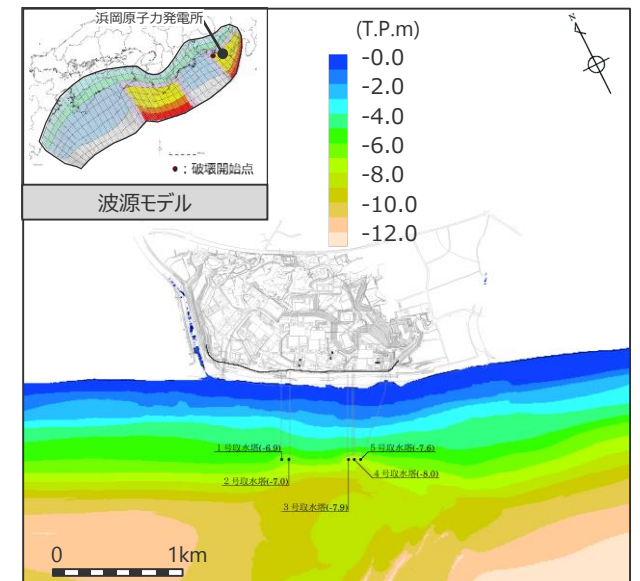 浜岡原子力発電所
●；破壊開始点
波源モデル
(T.P.m)
-0.0
-2.0
-4.0
-6.0
-8.0
-10.0
-12.0
N
1号取水塔(-6.9)
5号取水塔(-7.6)
2号取水塔(-7.0)
4号取水塔(-8.0)
3号取水塔(-7.9)
0 1km